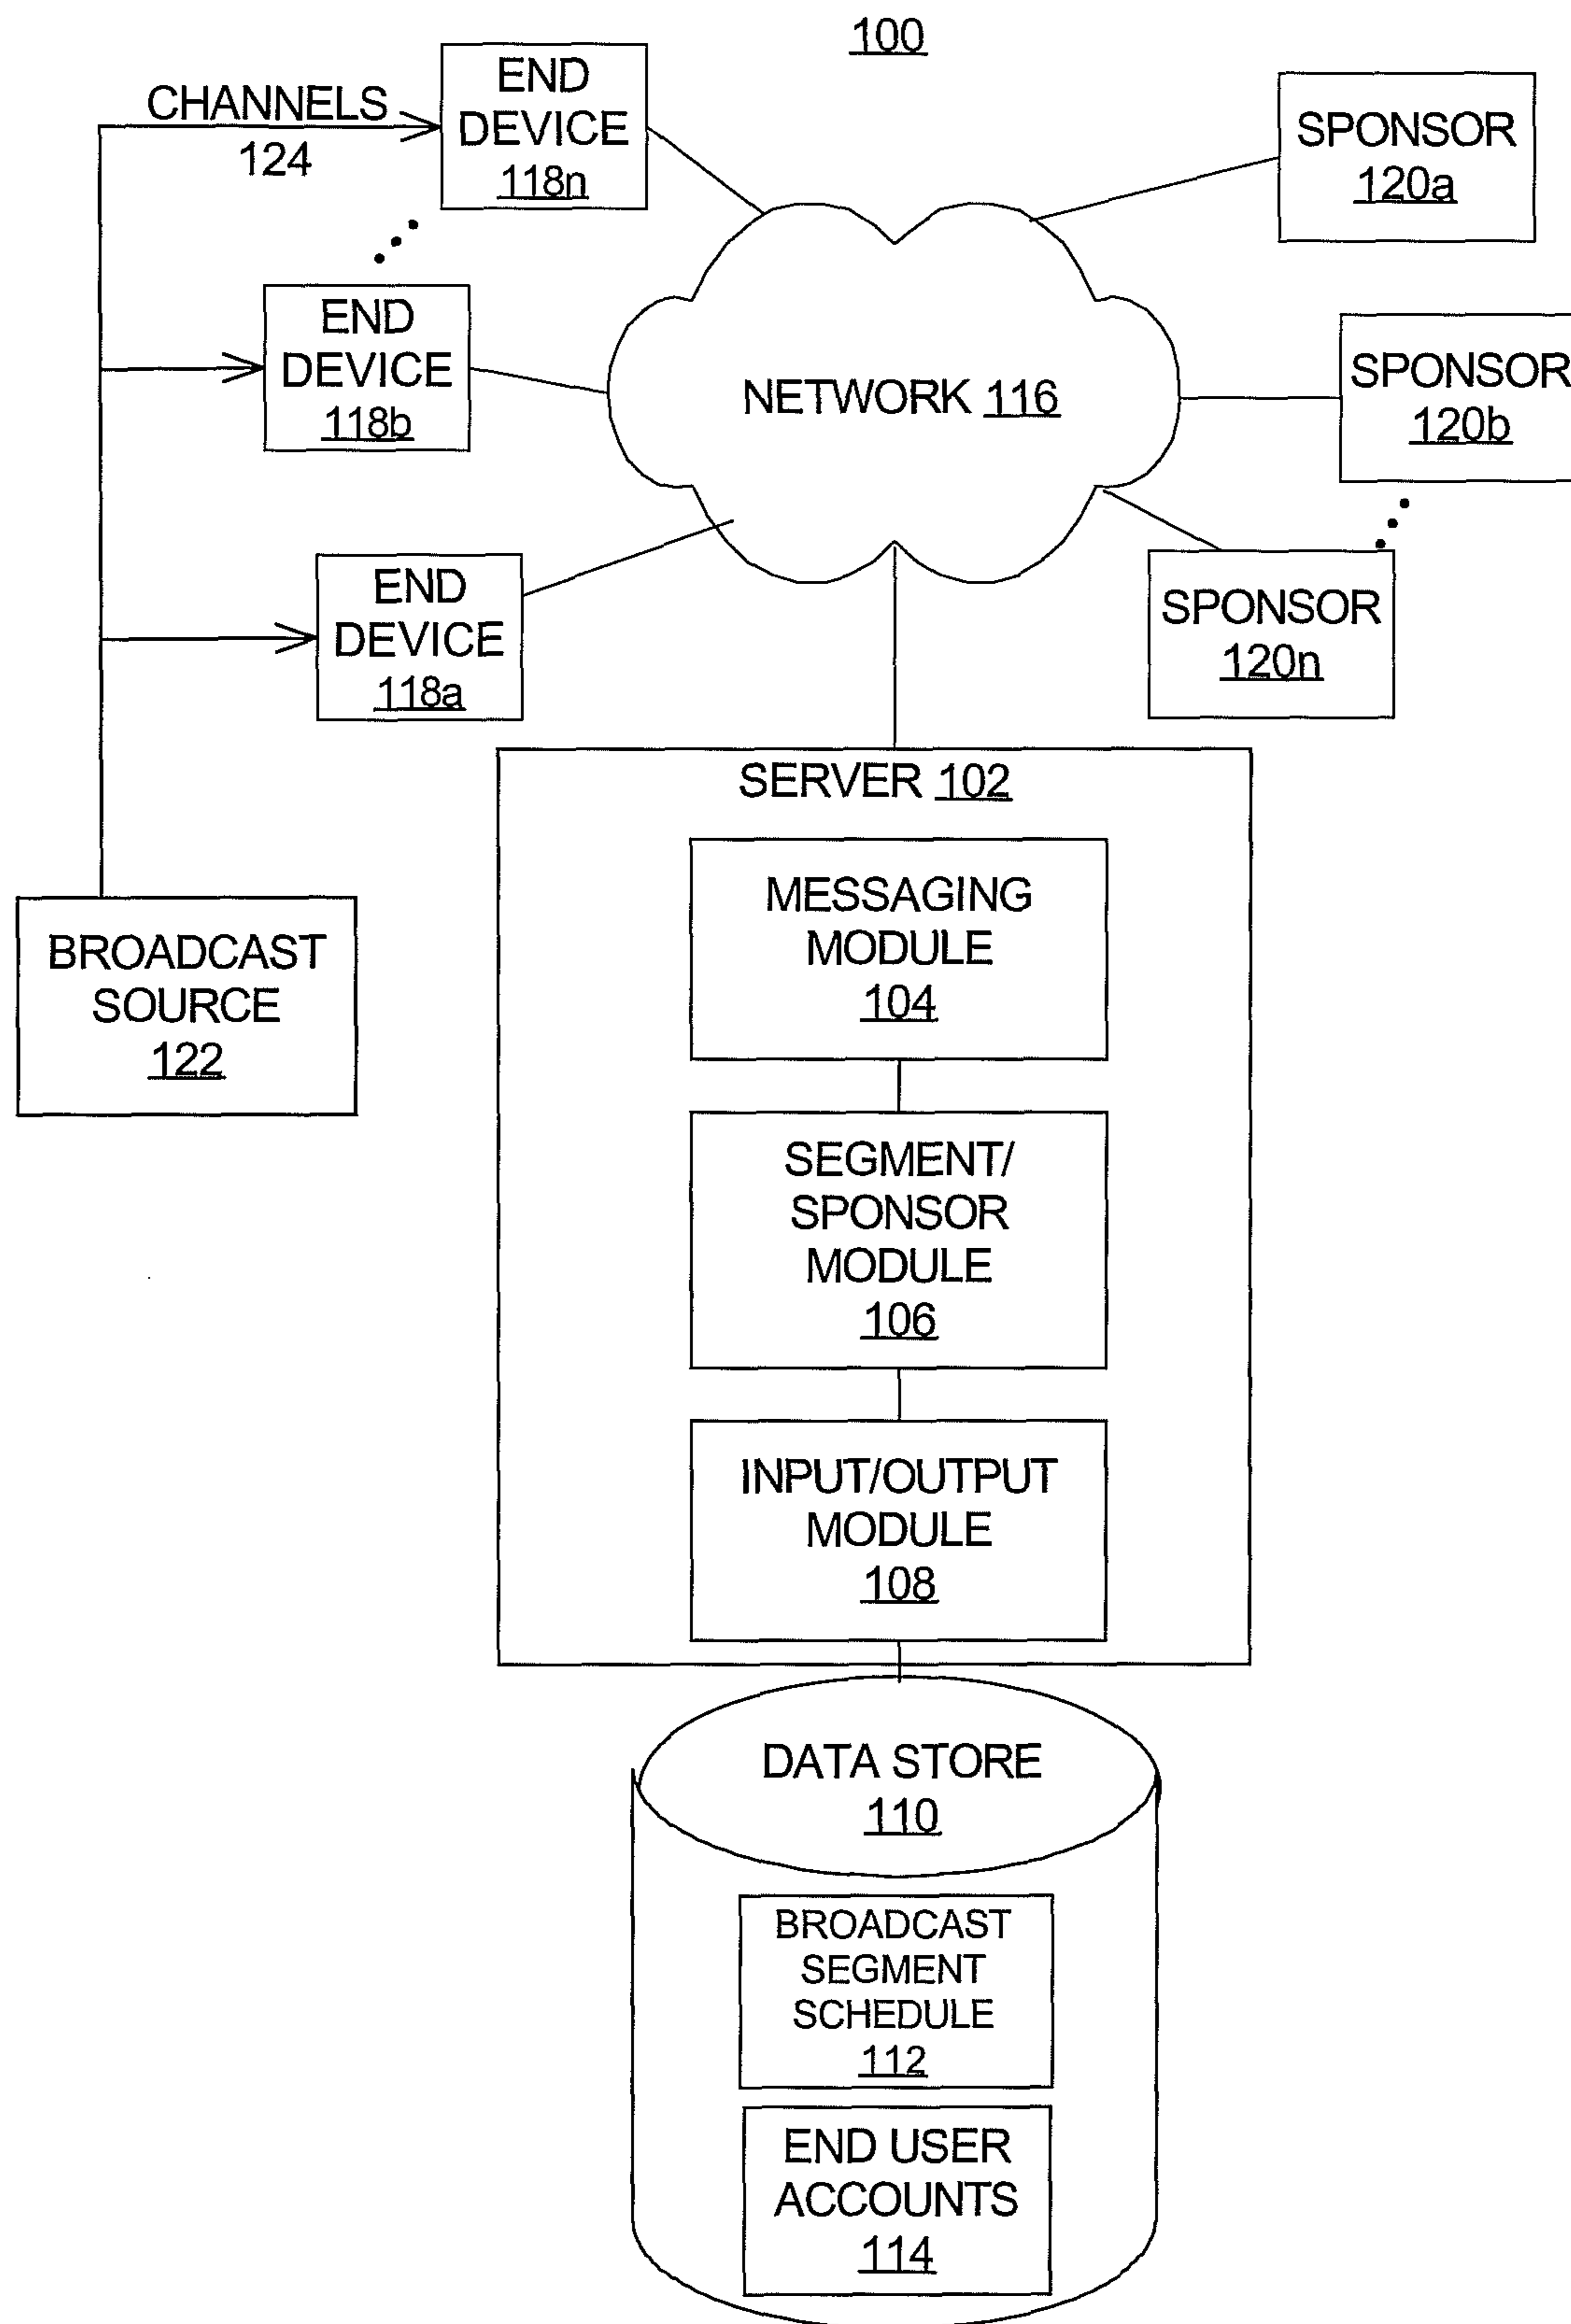 100
CHANNELS
124
END
DEVICE
118n
SPONSOR
120a
END
DEVICE
118b
NETWORK 116
SPONSOR
120b
END
DEVICE
118a
SPONSOR
120n
SERVER 102
MESSAGING
MODULE
104
BROADCAST
SOURCE
122
SEGMENT/
SPONSOR
MODULE
106
INPUT/OUTPUT
MODULE
108
DATA STORE
110
BROADCAST
SEGMENT
SCHEDULE
112
END USER
ACCOUNTS
114